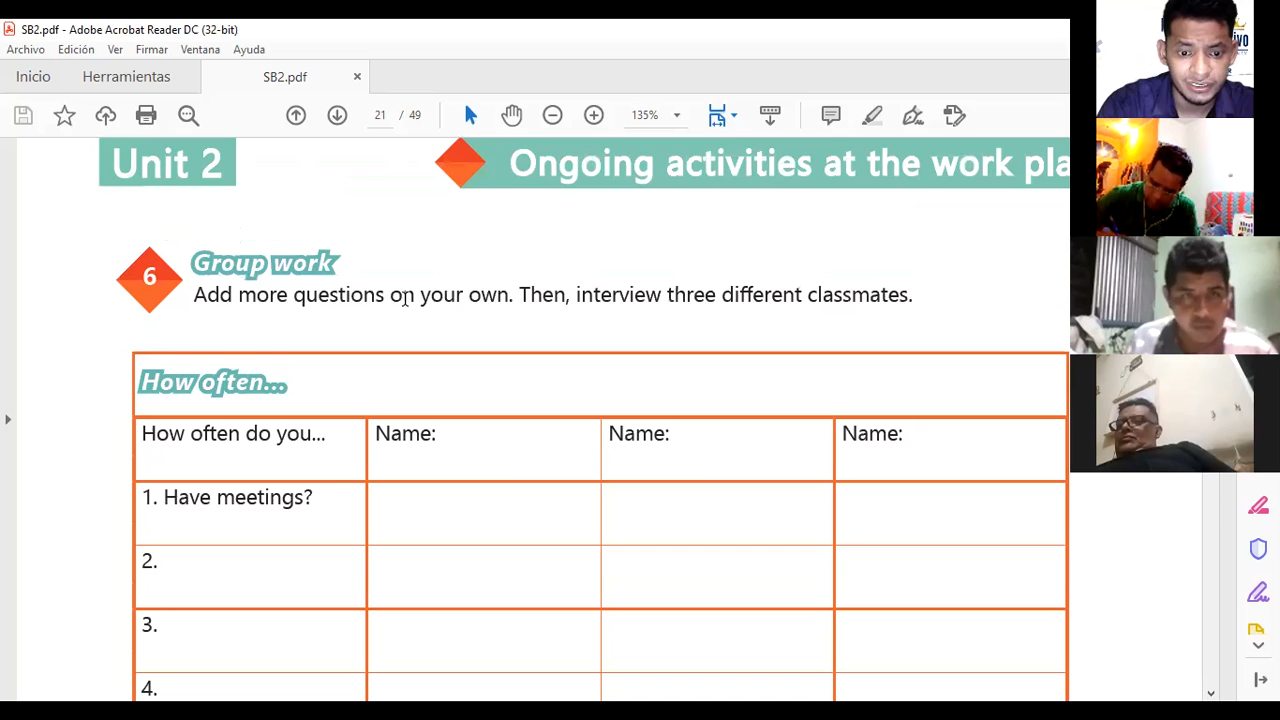 SB2.pdf - Adobe Acrobat Reader DC (32-bit)
Archivo Edición Ver Firmar Ventana Ayuda
Inicio Herramientas SB2.pdf ×
21 / 49 135%
Unit 2 Ongoing activities at the work pla
6 Group work
Add more questions on your own. Then, interview three different classmates.
How often...
How often do you... Name: Name: Name:
1. Have meetings?
2.
3.
4.